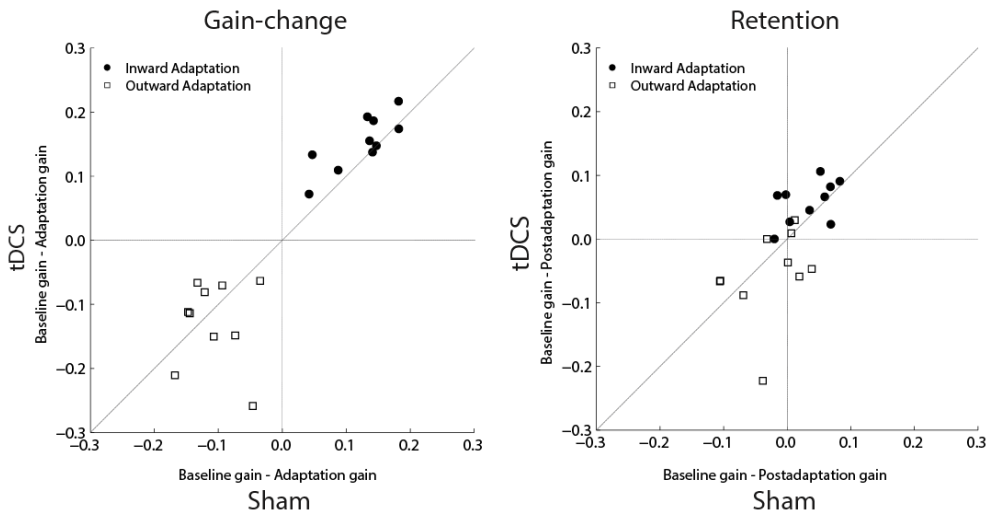 Gain-change
Inward Adaptation
Outward Adaptation
0.3
0.2
0.1
0.0
−0.1
−0.2
−0.3
tDCS
Baseline gain - Adaptation gain
−0.3
−0.2
−0.1
0.0
0.1
0.2
0.3
Baseline gain - Adaptation gain
Sham
Retention
Inward Adaptation
Outward Adaptation
0.3
0.2
0.1
0.0
−0.1
−0.2
−0.3
tDCS
Baseline gain - Postadaptation gain
−0.3
−0.2
−0.1
0.0
0.1
0.2
0.3
Baseline gain - Postadaptation gain
Sham